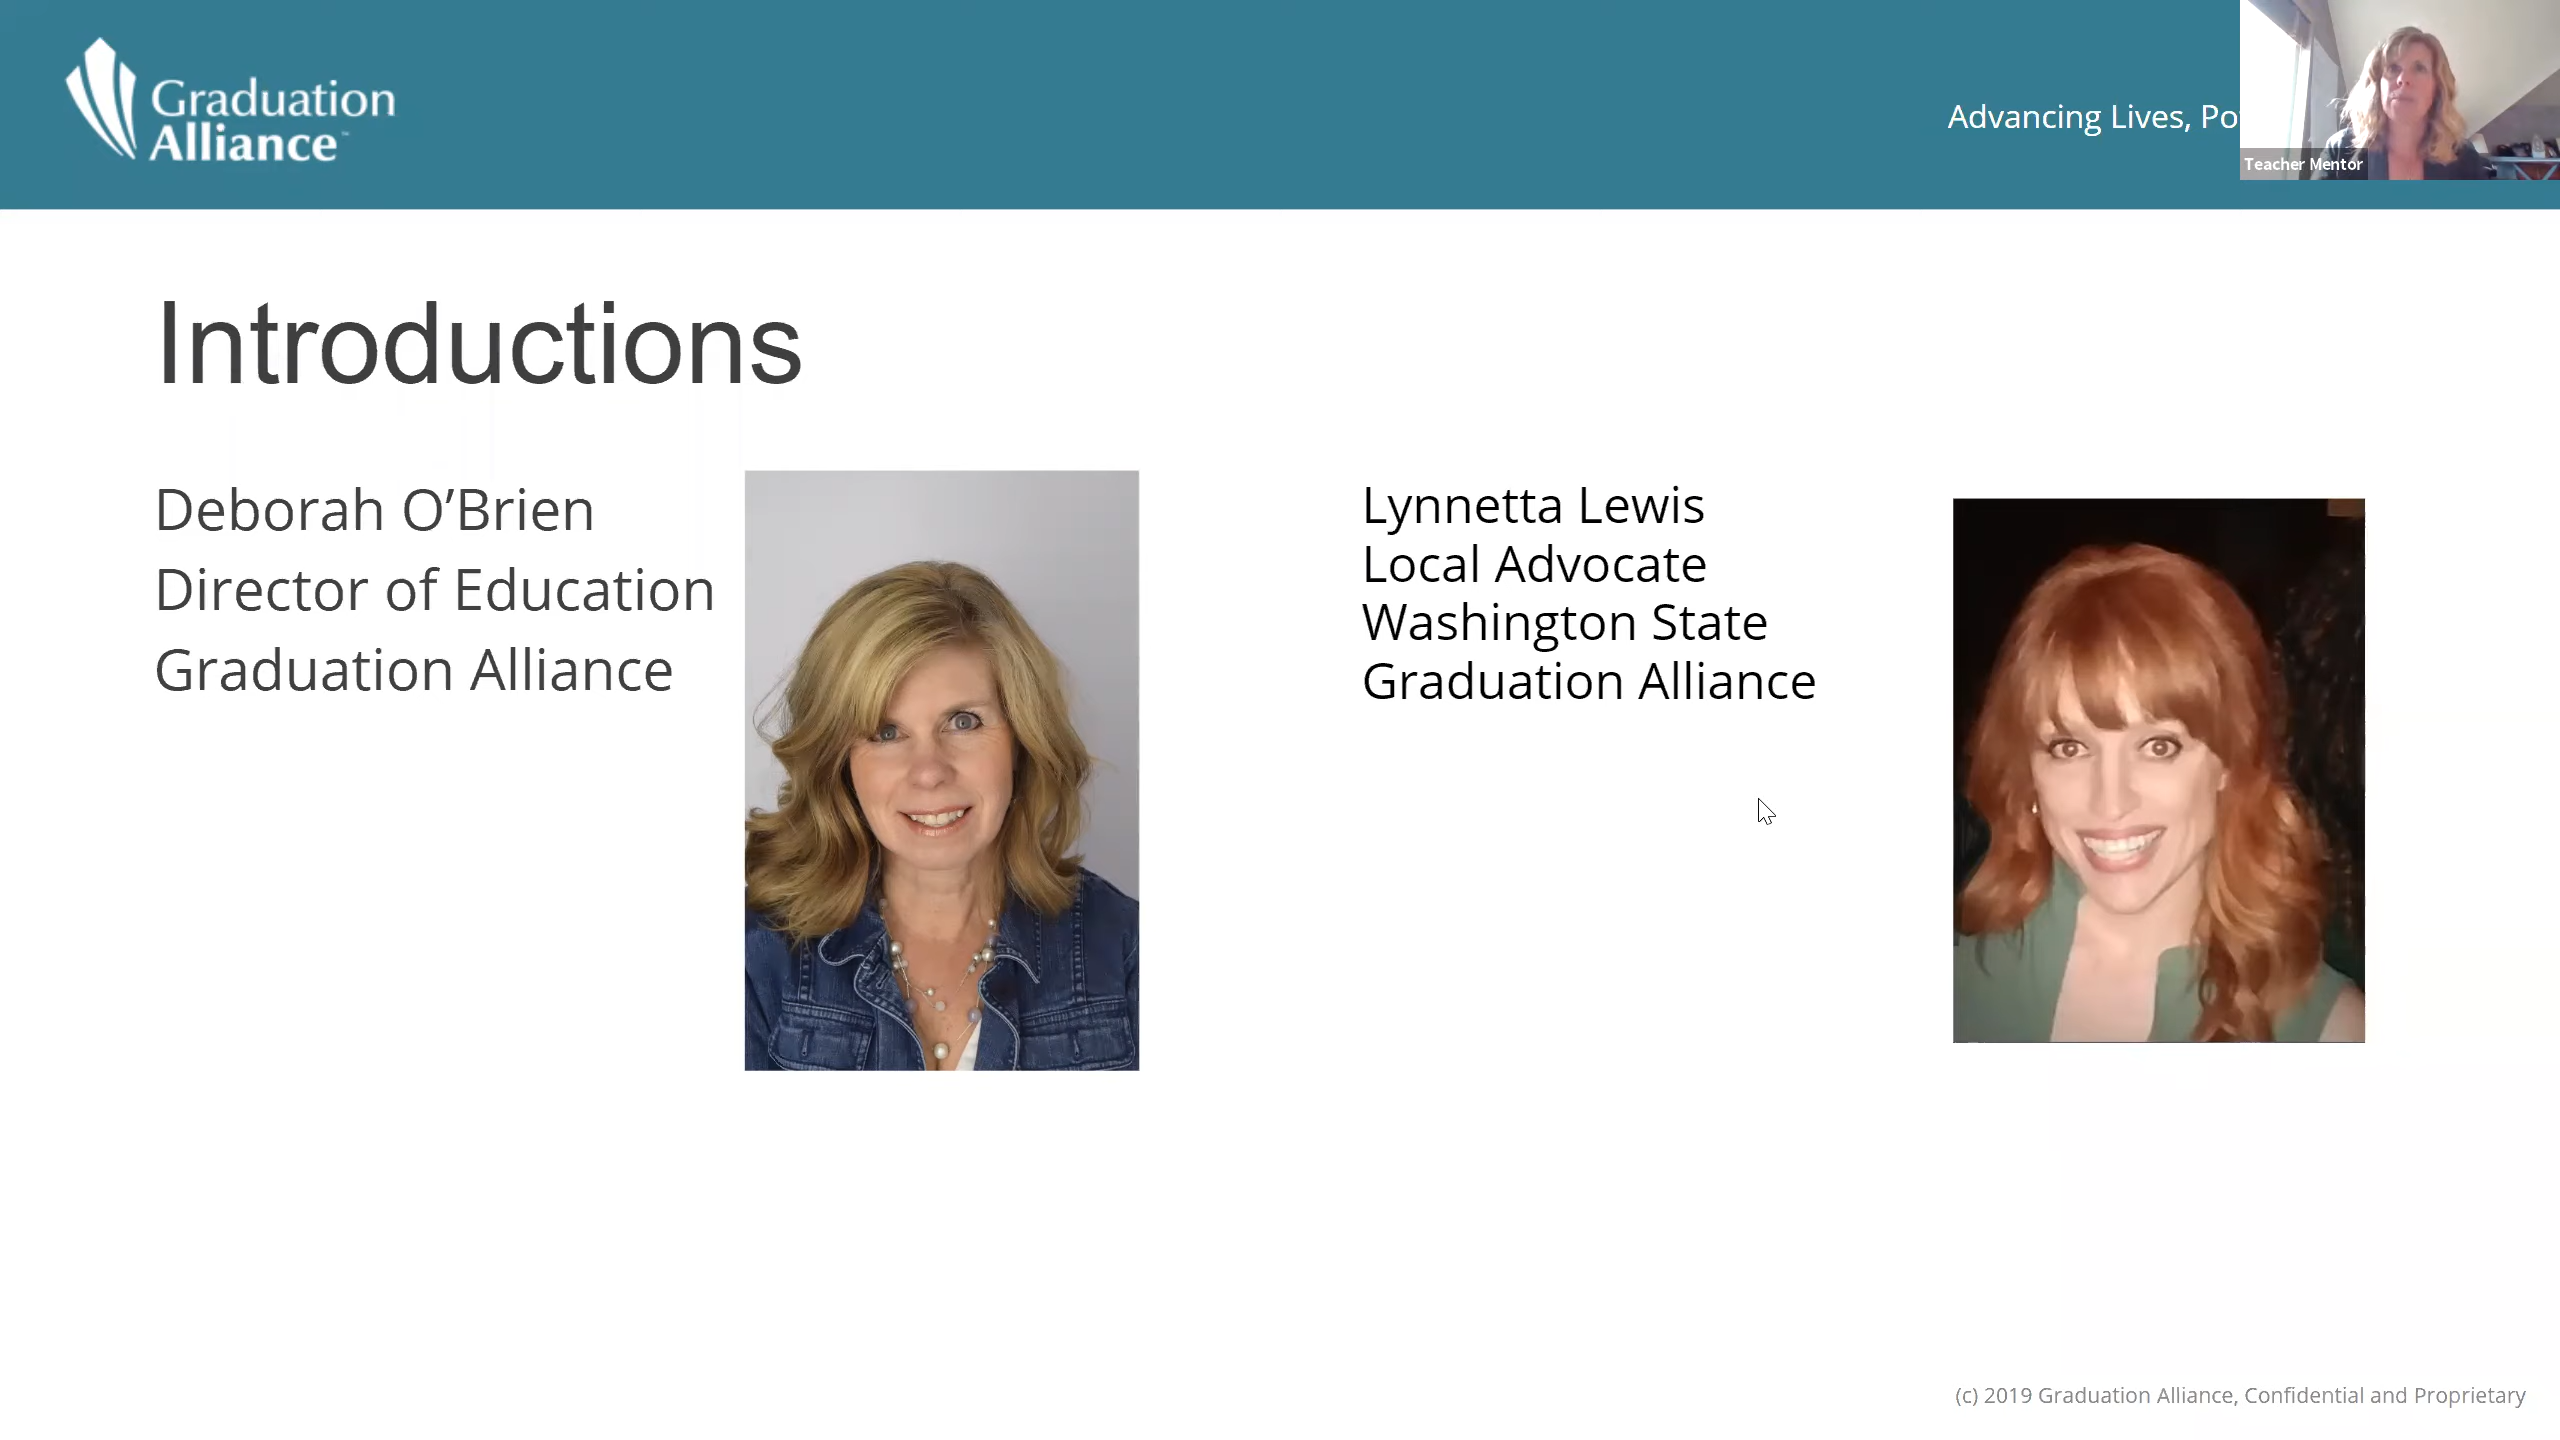 Graduation
Alliance
Advancing Lives,
Teacher Mentor
Introductions
Deborah O’Brien
Director of Education
Graduation Alliance
Lynnetta Lewis
Local Advocate
Washington State
Graduation Alliance
(c) 2019 Graduation Alliance, Confidential and Proprietary